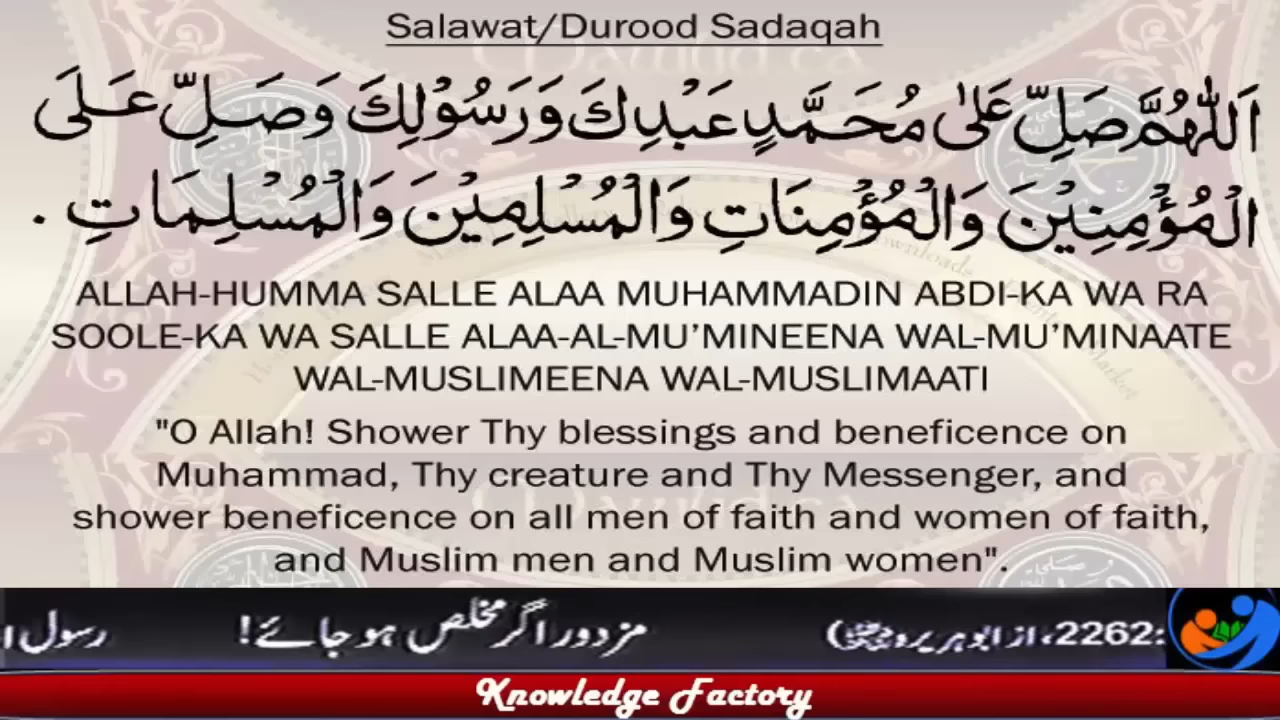 Salawat/Durood Sadaqah
اَللّٰهُمَّ صَلِّ عَلٰى مُحَمَّدٍ عَبْدِكَ وَرَسُوْلِكَ وَصَلِّ عَلَى
الْمُؤْمِنِيْنَ وَالْمُؤْمِنَاتِ وَالْمُسْلِمِيْنَ وَالْمُسْلِمَاتِ .
ALLAH-HUMMA SALLE ALAA MUHAMMADIN ABDI-KA WA RA
SOOLE-KA WA SALLE ALAA-AL-MU’MINEENA WAL-MU’MINAATE
WAL-MUSLIMEENA WAL-MUSLIMAATI
"O Allah! Shower Thy blessings and beneficence on
Muhammad, Thy creature and Thy Messenger, and
shower beneficence on all men of faith and women of faith,
and Muslim men and Muslim women".
:2262، از ابو ہریرہ) مزدور اگر مخلص ہو جائے! رسول
Knowledge Factory